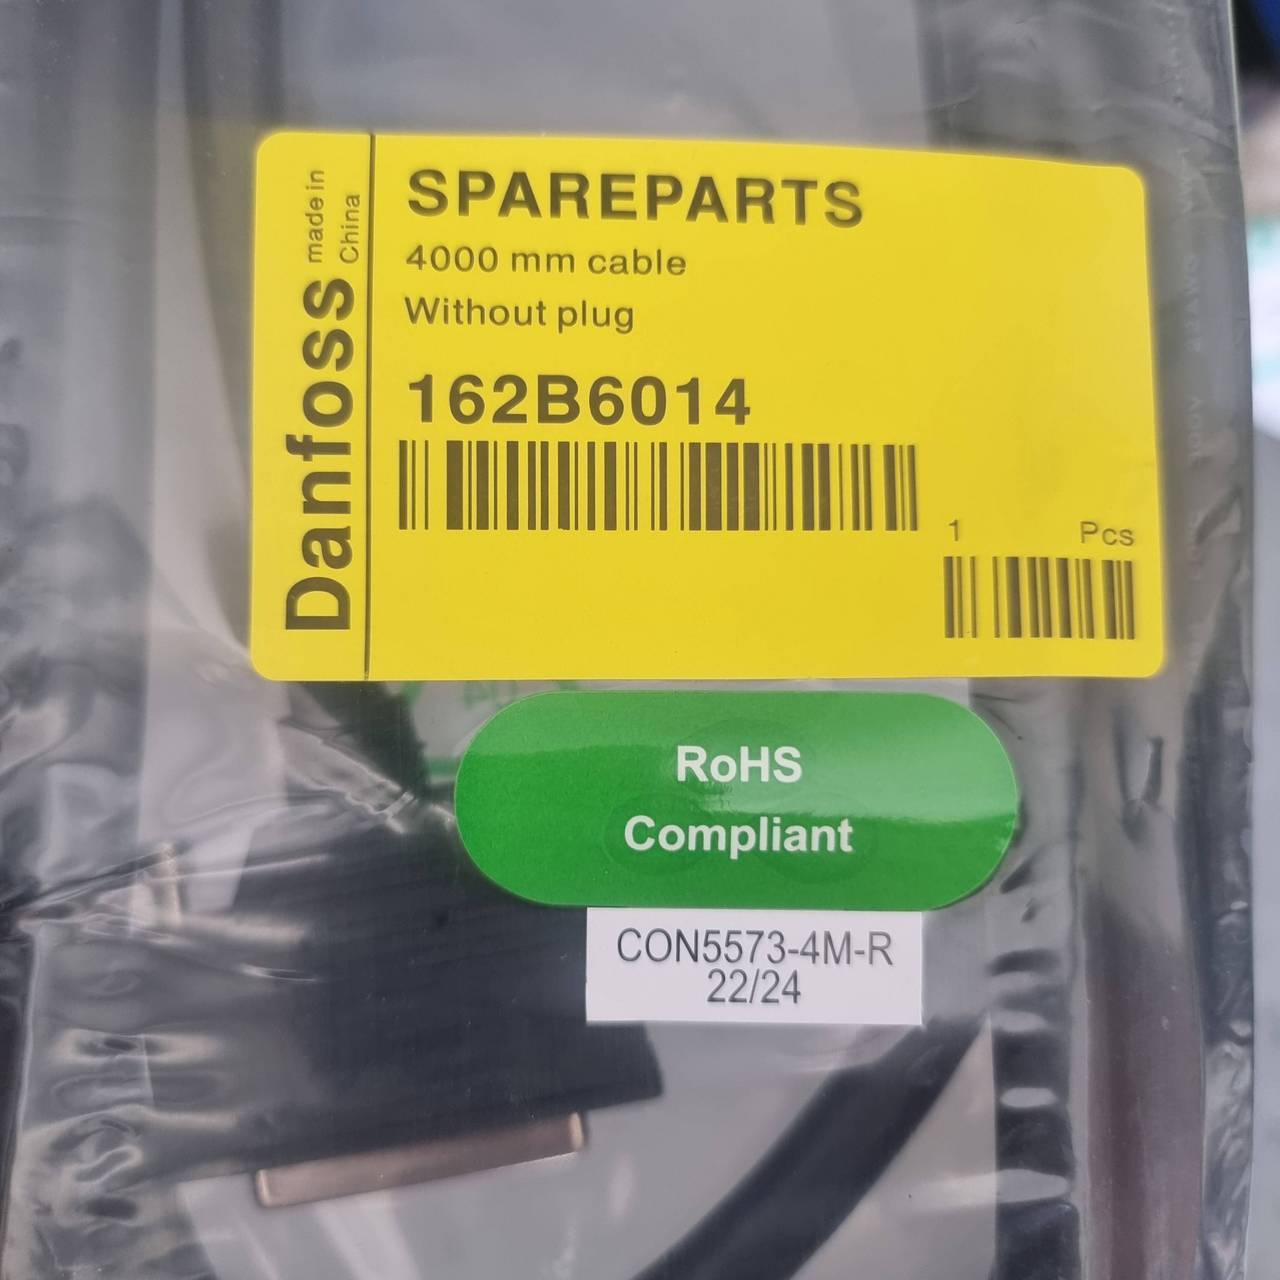 Danfoss
made in
China
SPAREPARTS
4000 mm cable
Without plug
162B6014
1 Pcs
RoHS
Compliant
CON5573-4M-R
22/24